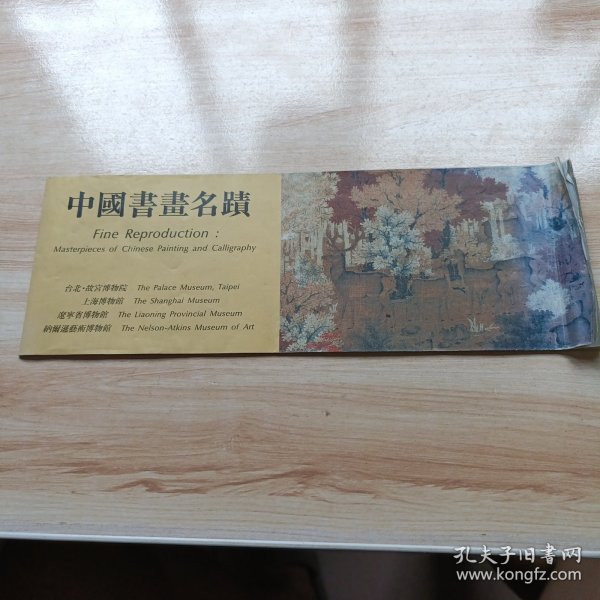 中國書畫名蹟
Fine Reproduction :
Masterpieces of Chinese Painting and Calligraphy
台北·故宮博物院 The Palace Museum, Taipei
上海博物館 The Shanghai Museum
遼寧省博物館 The Liaoning Provincial Museum
納爾遜藝術博物館 The Nelson-Atkins Museum of Art
孔夫子旧書网
www.kongfz.com